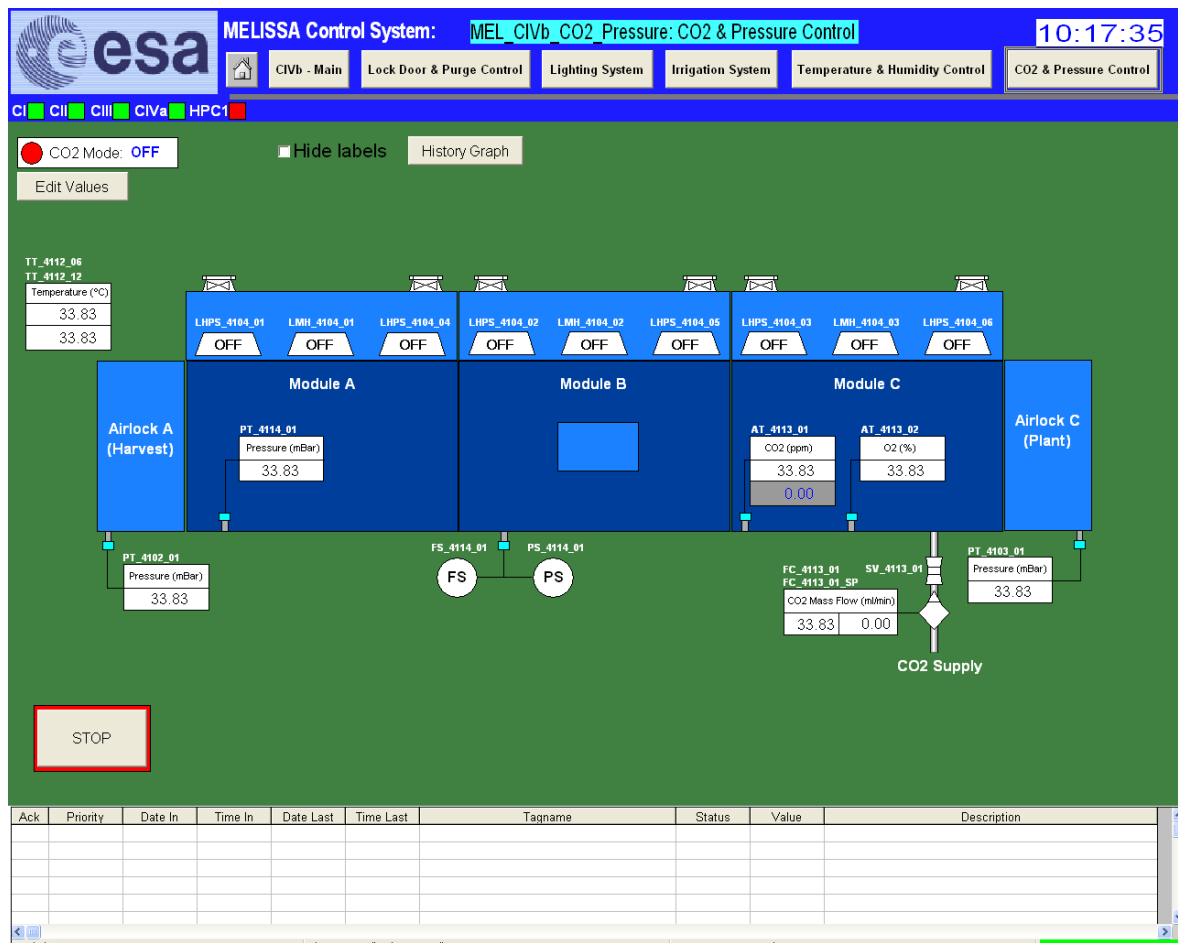 esa
MELISSA Control System: MEL_CIVb_CO2_Pressure: CO2 & Pressure Control 10:17:35
CIVb - Main Lock Door & Purge Control Lighting System Irrigation System Temperature & Humidity Control CO2 & Pressure Control
CI CII CIII CIVa HPC1
CO2 Mode: OFF Hide labels History Graph
Edit Values
TT_4112_06
TT_4112_12
Temperature (°C)
33.83
33.83
LHPS_4104_01 LMH_4104_01 LHPS_4104_04 LHPS_4104_02 LMH_4104_02 LHPS_4104_05 LHPS_4104_03 LMH_4104_03 LHPS_4104_06
OFF OFF OFF OFF OFF OFF OFF OFF OFF
Module A Module B Module C
Airlock A
(Harvest)
Airlock C
(Plant)
PT_4114_01
Pressure (mBar)
33.83
AT_4113_01
CO2 (ppm)
33.83
0.00
AT_4113_02
O2 (%)
33.83
PT_4102_01
Pressure (mBar)
33.83
FS_4114_01 PS_4114_01
FS PS
FC_4113_01 SV_4113_01
FC_4113_01_SP
CO2 Mass Flow (ml/min)
33.83 0.00
PT_4103_01
Pressure (mBar)
33.83
CO2 Supply
STOP
Ack Priority Date In Time In Date Last Time Last Tagname Status Value Description